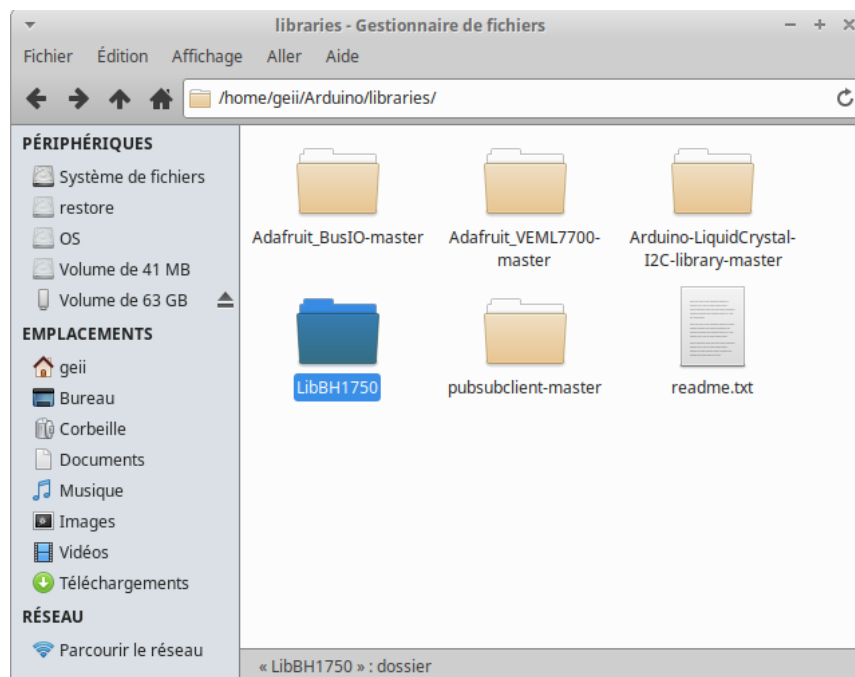 libraries - Gestionnaire de fichiers
Fichier Édition Affichage Aller Aide
/home/geii/Arduino/libraries/
PÉRIPHÉRIQUES
Système de fichiers
restore
OS
Volume de 41 MB
Volume de 63 GB
EMPLACEMENTS
geii
Bureau
Corbeille
Documents
Musique
Images
Vidéos
Téléchargements
RÉSEAU
Parcourir le réseau
Adafruit_BusIO-master
Adafruit_VEML7700-
master
Arduino-LiquidCrystal-
I2C-library-master
LibBH1750
pubsubclient-master
readme.txt
« LibBH1750 » : dossier